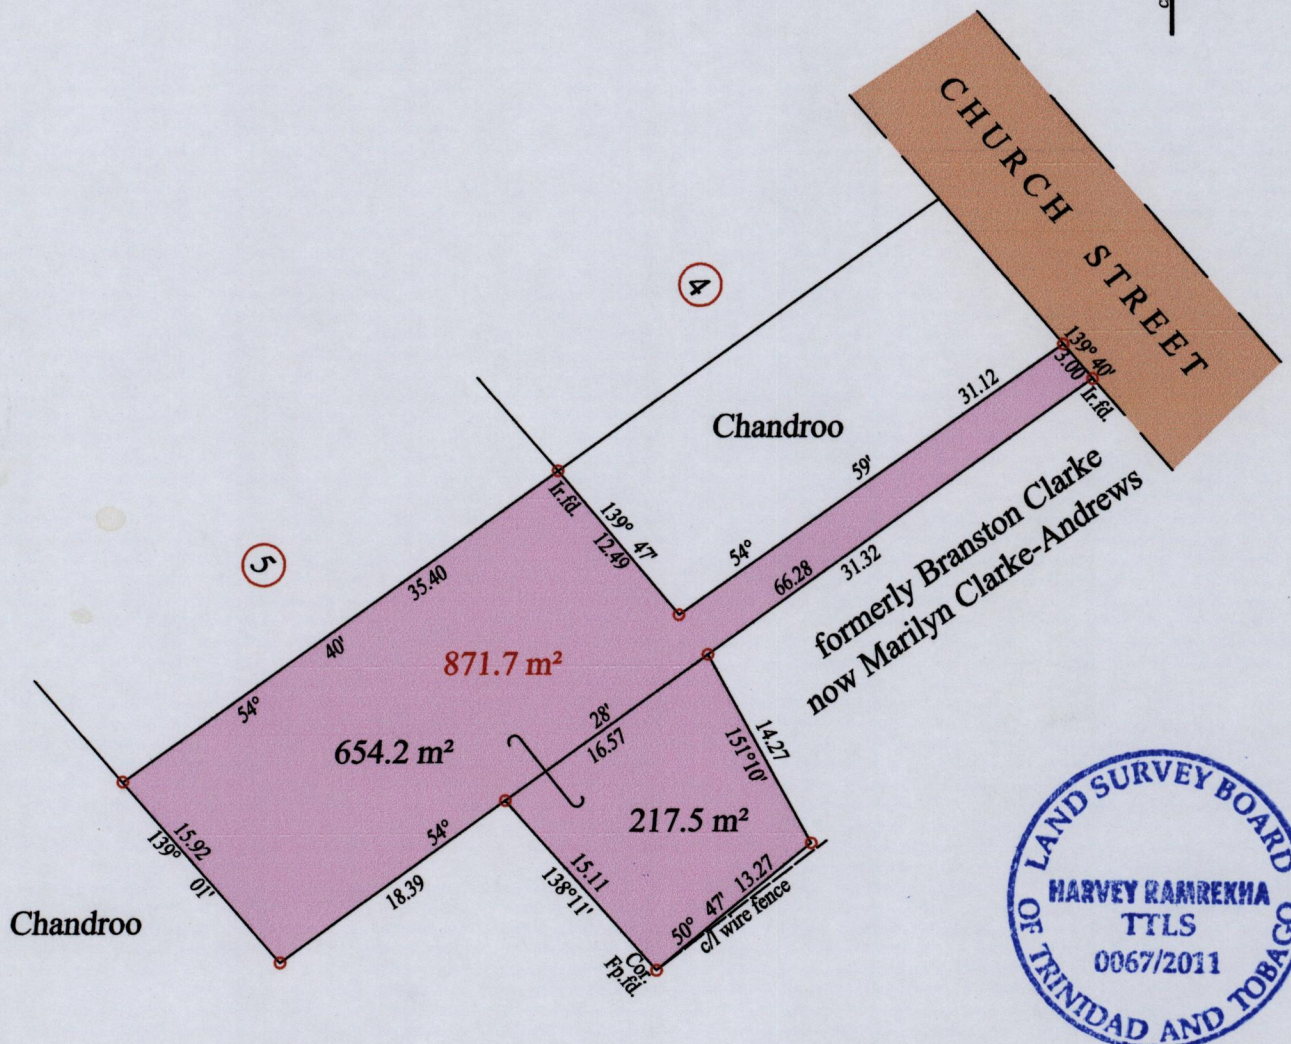 CHURCH STREET
4
139° 40'
3.00
Ir.fd.
31.12
Chandroo
59'
54°
66.28
31.32
formerly Branston Clarke
now Marilyn Clarke-Andrews
Ir.fd.
139° 47'
12.49
5
35.40
40'
54°
871.7 m²
654.2 m²
28'
16.57
14.27
151°10'
217.5 m²
54°
18.39
15.92
139° 01'
Chandroo
15.11
138°11'
50° 47' 13.27
c/l wire fence
Cor.
Fp.fd.
LAND SURVEY BOARD
OF TRINIDAD AND TOBAGO
HARVEY RAMREKHA
TTLS
0067/2011